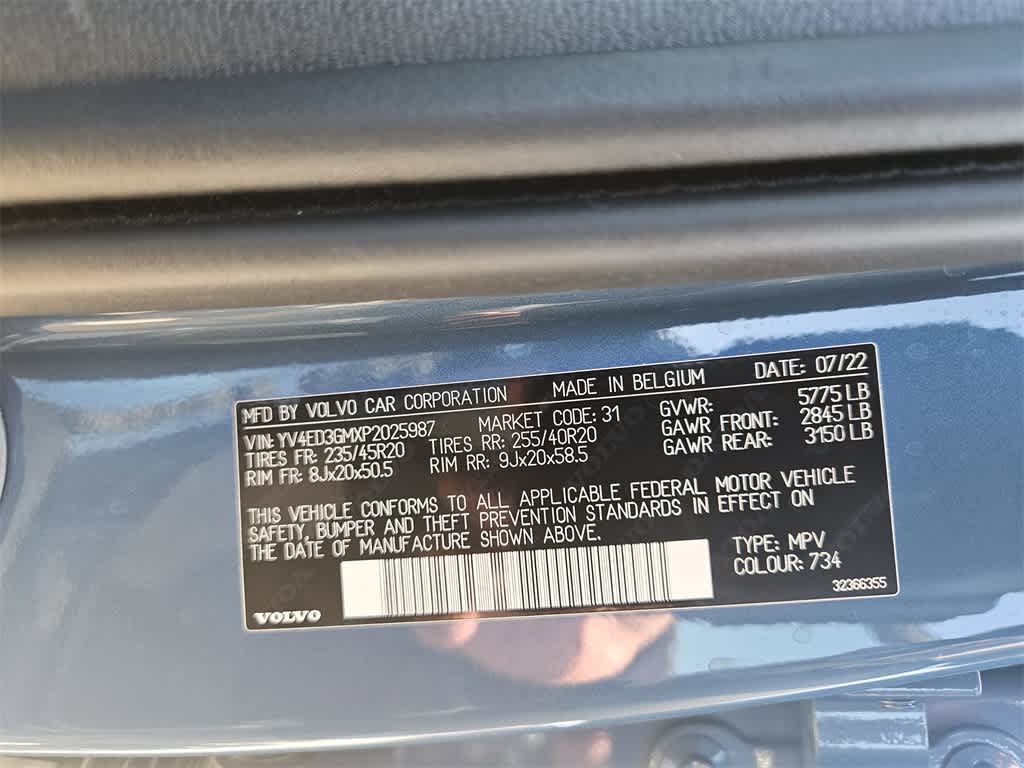 MFD BY VOLVO CAR CORPORATION MADE IN BELGIUM DATE: 07/22
VIN: YV4ED3GMXP2025987 MARKET CODE: 31 GVWR: 5775 LB
TIRES FR: 235/45R20 TIRES RR: 255/40R20 GAWR FRONT: 2845 LB
RIM FR: 8Jx20x50.5 RIM RR: 9Jx20x58.5 GAWR REAR: 3150 LB
THIS VEHICLE CONFORMS TO ALL APPLICABLE FEDERAL MOTOR VEHICLE
SAFETY, BUMPER AND THEFT PREVENTION STANDARDS IN EFFECT ON
THE DATE OF MANUFACTURE SHOWN ABOVE.
TYPE: MPV
COLOUR: 734
VOLVO 32366355